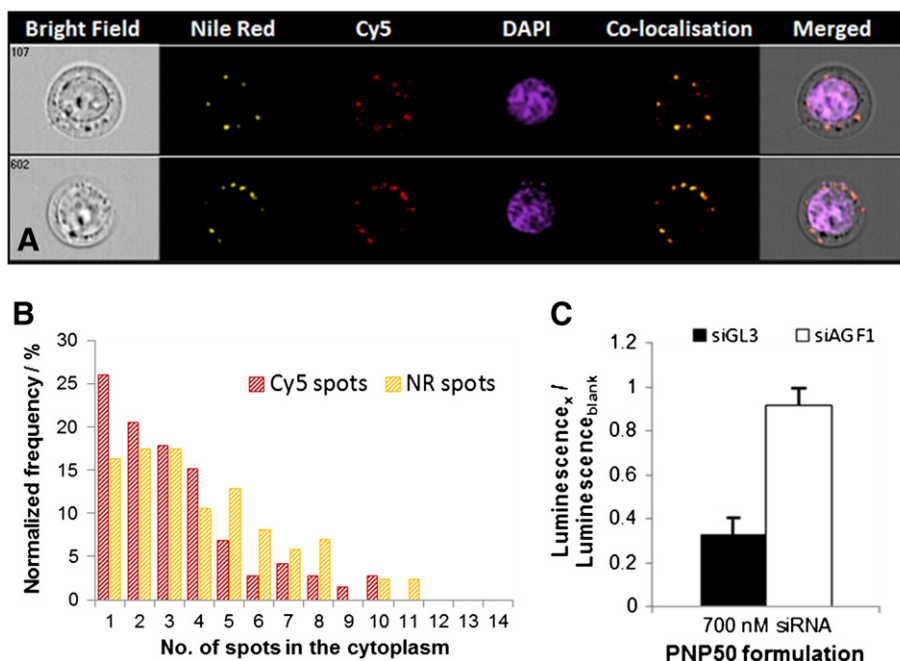 Bright Field Nile Red Cy5 DAPI Co-localisation Merged
107
602
A
B
30
25
20
15
10
5
0
Normalized frequency / %
Cy5 spots NR spots
1 2 3 4 5 6 7 8 9 10 11 12 13 14
No. of spots in the cytoplasm
C
siGL3 siAGF1
1.2
1
0.8
0.6
0.4
0.2
0
Luminescencex /
Luminescenceblank
700 nM siRNA
PNP50 formulation